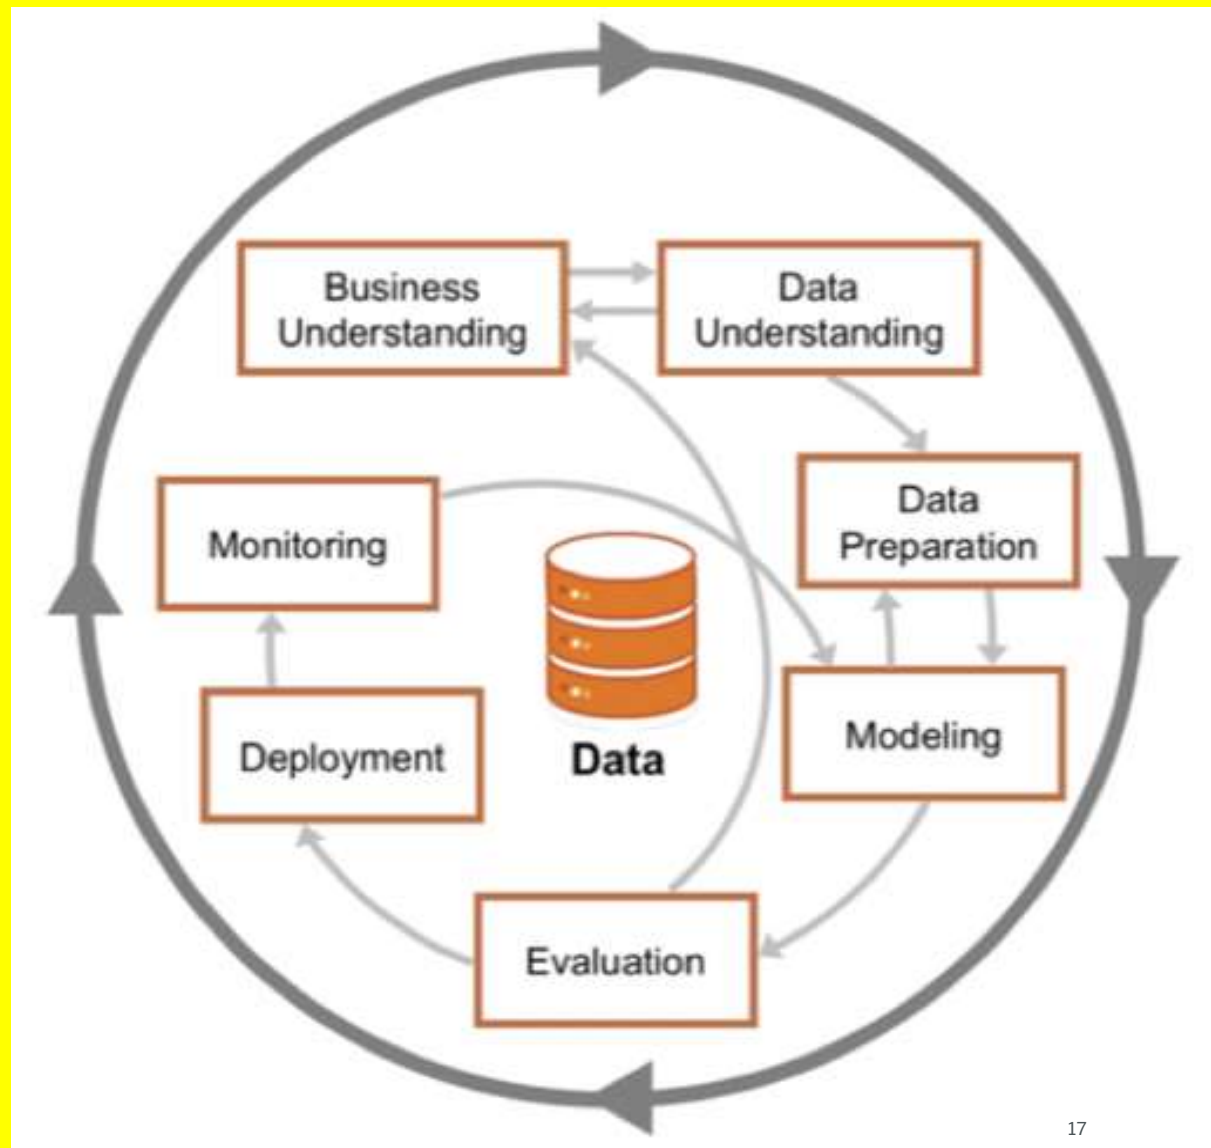 Business
Understanding
Data
Understanding
Data
Preparation
Monitoring
Modeling
Deployment
Data
Evaluation
17